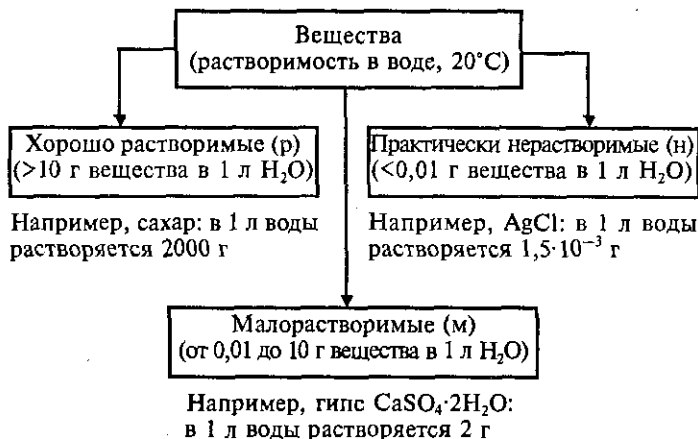 Вещества
(растворимость в воде, 20°C)
Хорошо растворимые (р)
(>10 г вещества в 1 л H₂O)
Например, сахар: в 1 л воды
растворяется 2000 г
Практически нерастворимые (н)
(<0,01 г вещества в 1 л H₂O)
Например, AgCl: в 1 л воды
растворяется 1,5·10⁻³ г
Малорастворимые (м)
(от 0,01 до 10 г вещества в 1 л H₂O)
Например, гипс CaSO₄·2H₂O:
в 1 л воды растворяется 2 г